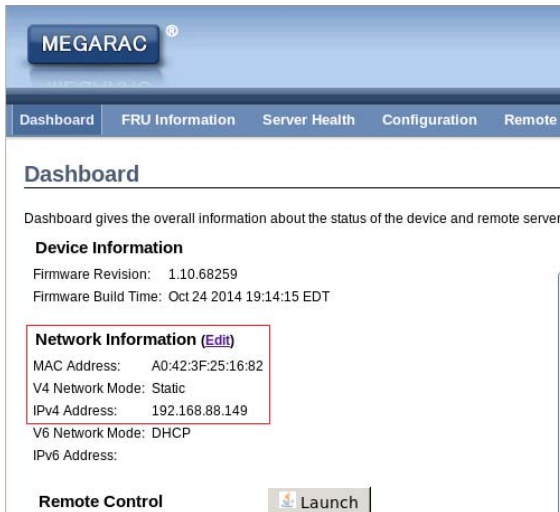 MEGARAC ®
Dashboard FRU Information Server Health Configuration Remote
Dashboard
Dashboard gives the overall information about the status of the device and remote server
Device Information
Firmware Revision: 1.10.68259
Firmware Build Time: Oct 24 2014 19:14:15 EDT
Network Information (Edit)
MAC Address: A0:42:3F:25:16:82
V4 Network Mode: Static
IPv4 Address: 192.168.88.149
V6 Network Mode: DHCP
IPv6 Address:
Remote Control Launch